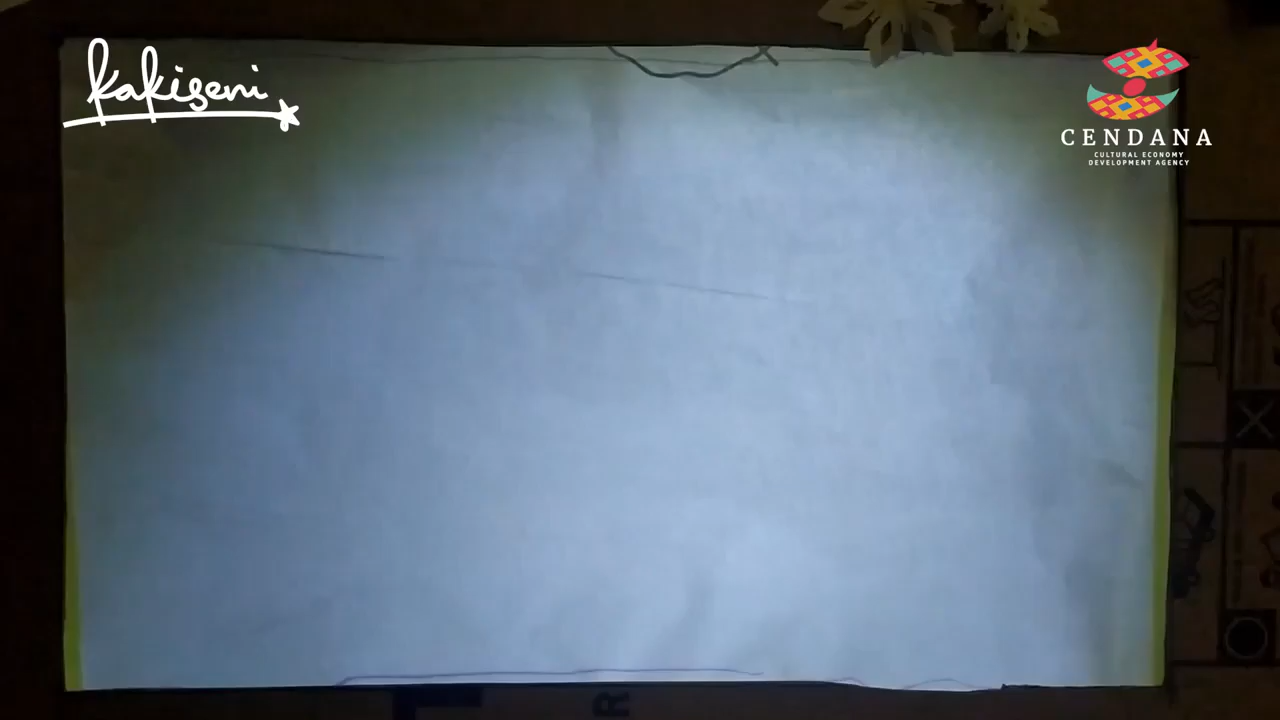 kakiseni
CENDANA
CULTURAL ECONOMY
DEVELOPMENT AGENCY
R